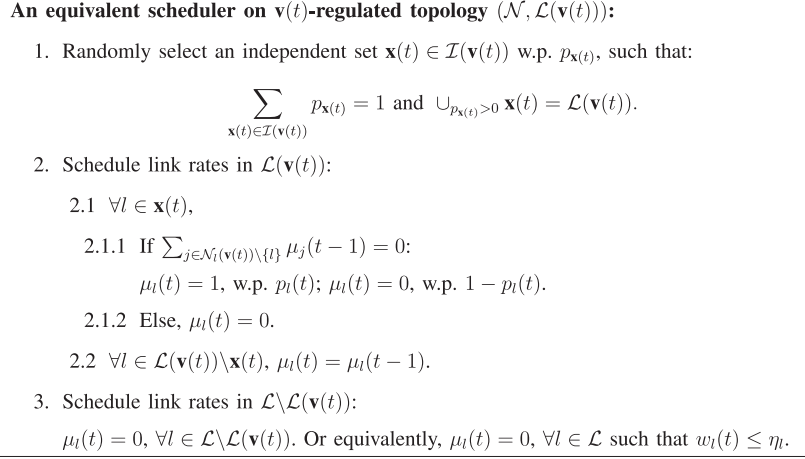 An equivalent scheduler on v(t)-regulated topology (𝒩, ℒ(v(t))):
1. Randomly select an independent set x(t) ∈ ℐ(v(t)) w.p. p_{x(t)}, such that:
∑_{x(t)∈ℐ(v(t))} p_{x(t)} = 1 and ∪_{p_{x(t)}>0} x(t) = ℒ(v(t)).
2. Schedule link rates in ℒ(v(t)):
2.1 ∀l ∈ x(t),
2.1.1 If ∑_{j∈𝒩_l(v(t))\{l}} μ_j(t − 1) = 0:
μ_l(t) = 1, w.p. p_l(t); μ_l(t) = 0, w.p. 1 − p_l(t).
2.1.2 Else, μ_l(t) = 0.
2.2 ∀l ∈ ℒ(v(t))\x(t), μ_l(t) = μ_l(t − 1).
3. Schedule link rates in ℒ\ℒ(v(t)):
μ_l(t) = 0, ∀l ∈ ℒ\ℒ(v(t)). Or equivalently, μ_l(t) = 0, ∀l ∈ ℒ such that w_l(t) ≤ η_l.